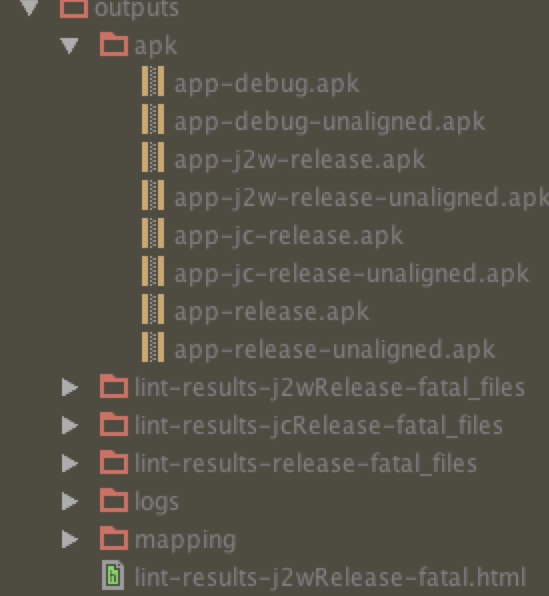 outputs
apk
app-debug.apk
app-debug-unaligned.apk
app-j2w-release.apk
app-j2w-release-unaligned.apk
app-jc-release.apk
app-jc-release-unaligned.apk
app-release.apk
app-release-unaligned.apk
lint-results-j2wRelease-fatal_files
lint-results-jcRelease-fatal_files
lint-results-release-fatal_files
logs
mapping
lint-results-j2wRelease-fatal.html